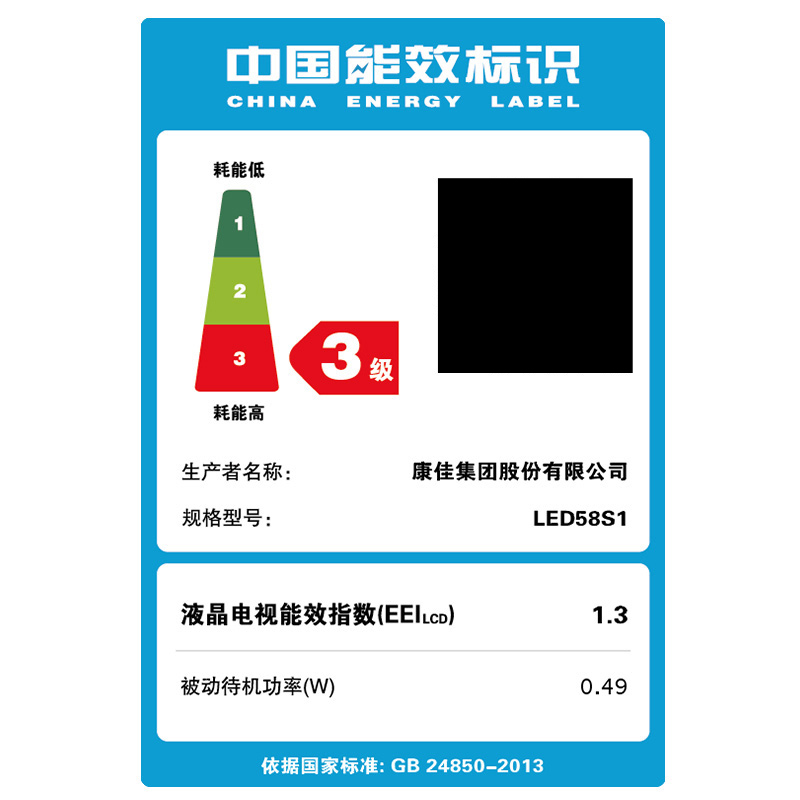 中国能效标识
CHINA ENERGY LABEL
耗能低
1
2
3
3级
耗能高
生产者名称: 康佳集团股份有限公司
规格型号: LED58S1
液晶电视能效指数(EEILCD) 1.3
被动待机功率(W) 0.49
依据国家标准: GB 24850-2013